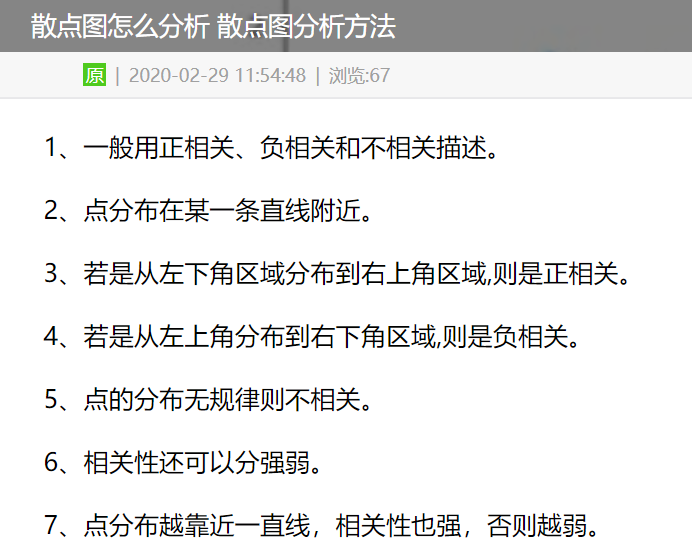 散点图怎么分析 散点图分析方法
原 | 2020-02-29 11:54:48 | 浏览:67
1、一般用正相关、负相关和不相关描述。
2、点分布在某一条直线附近。
3、若是从左下角区域分布到右上角区域,则是正相关。
4、若是从左上角分布到右下角区域,则是负相关。
5、点的分布无规律则不相关。
6、相关性还可以分强弱。
7、点分布越靠近一直线，相关性也强，否则越弱。